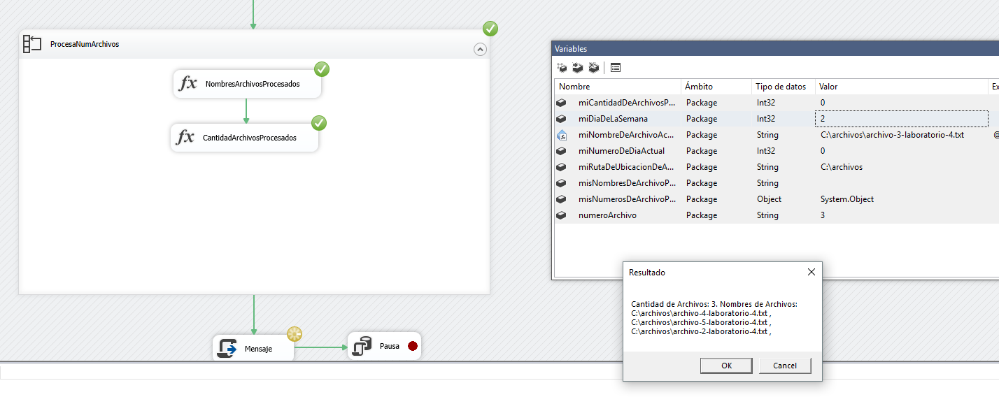 ProcesaNumArchivos
fx NombresArchivosProcesados
fx CantidadArchivosProcesados
Mensaje
Pausa
Variables
Nombre Ámbito Tipo de datos Valor Ex
miCantidadDeArchivosP... Package Int32 0
miDiaDeLaSemana Package Int32 2
miNombreDeArchivoAc... Package String C:\archivos\archivo-3-laboratorio-4.txt @
miNumeroDeDiaActual Package Int32 0
miRutaDeUbicacionDeA... Package String C:\archivos
misNombresDeArchivoP... Package String
misNumerosDeArchivoP... Package Object System.Object
numeroArchivo Package String 3
Resultado
Cantidad de Archivos: 3. Nombres de Archivos:
C:\archivos\archivo-4-laboratorio-4.txt ,
C:\archivos\archivo-5-laboratorio-4.txt ,
C:\archivos\archivo-2-laboratorio-4.txt ,
OK Cancel